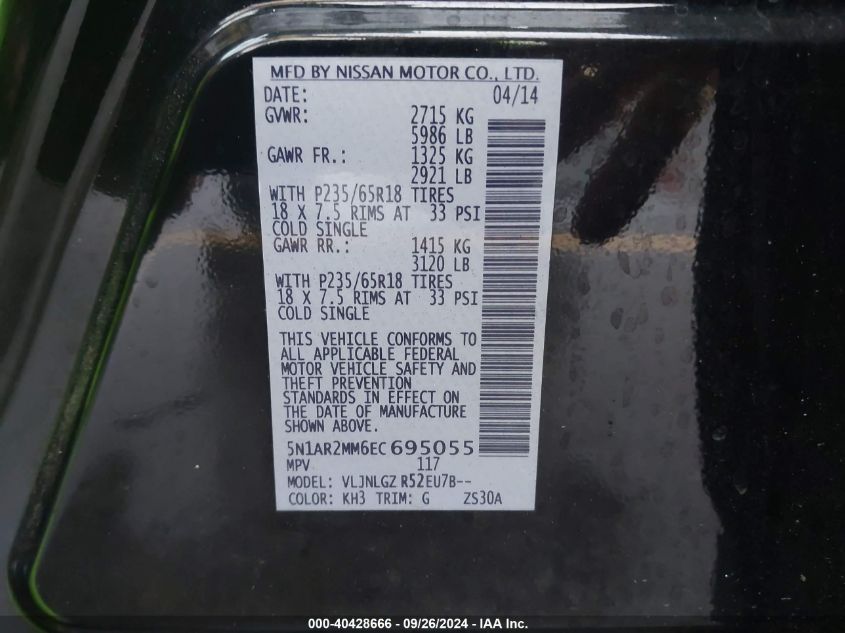 MFD BY NISSAN MOTOR CO., LTD.
DATE: 04/14
GVWR: 2715 KG
5986 LB
GAWR FR.: 1325 KG
2921 LB
WITH P235/65R18 TIRES
18 X 7.5 RIMS AT 33 PSI
COLD SINGLE
GAWR RR.: 1415 KG
3120 LB
WITH P235/65R18 TIRES
18 X 7.5 RIMS AT 33 PSI
COLD SINGLE
THIS VEHICLE CONFORMS TO
ALL APPLICABLE FEDERAL
MOTOR VEHICLE SAFETY AND
THEFT PREVENTION
STANDARDS IN EFFECT ON
THE DATE OF MANUFACTURE
SHOWN ABOVE.
5N1AR2MM6EC695055
MPV 117
MODEL: VLJNLGZ R52EU7B--
COLOR: KH3 TRIM: G ZS30A
000-40428666 - 09/26/2024 - IAA Inc.